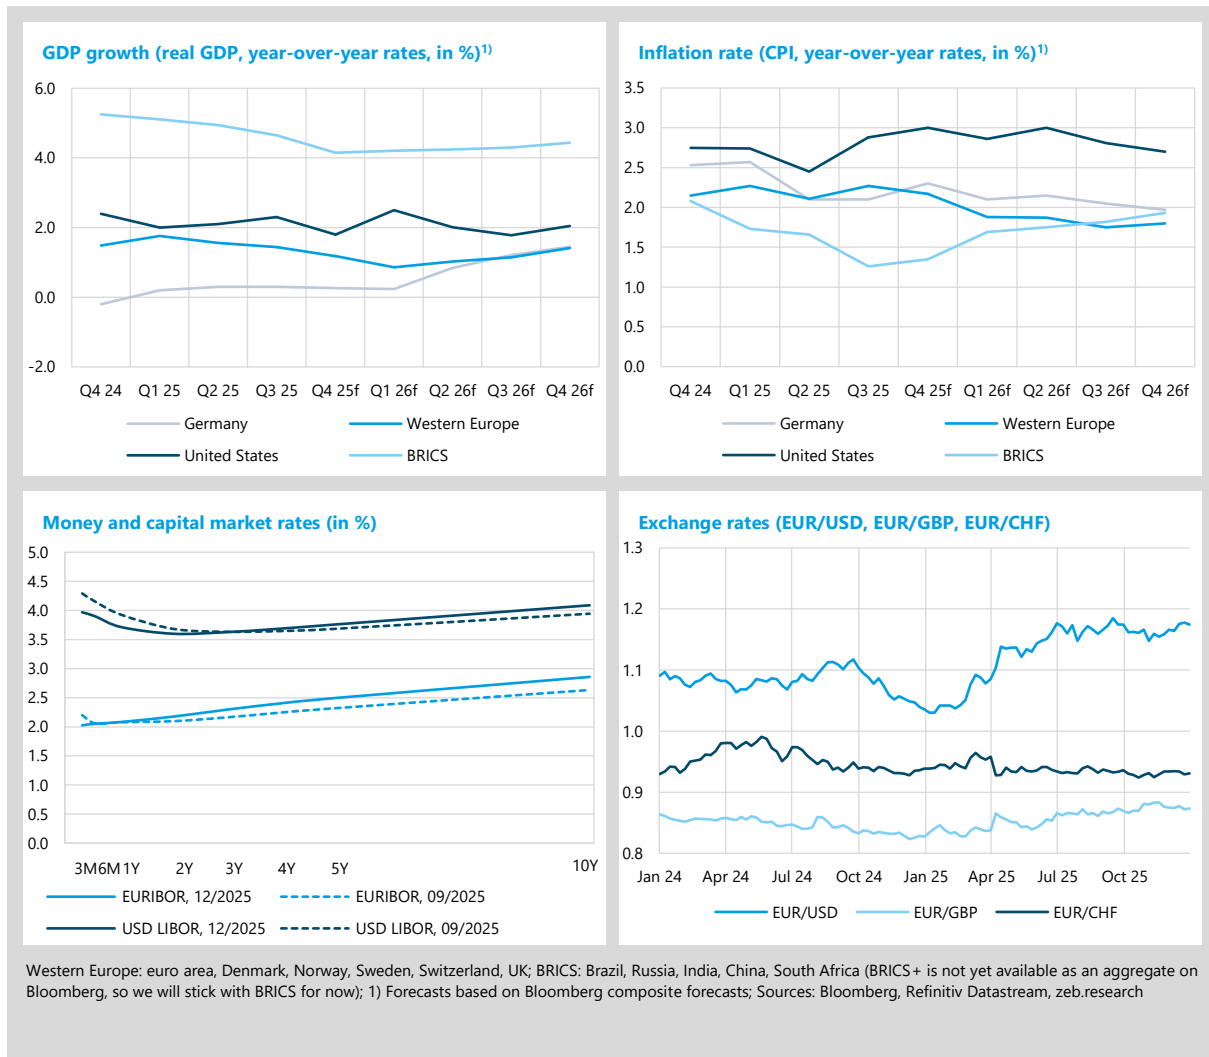 GDP growth (real GDP, year-over-year rates, in %)1)
6.0
4.0
2.0
0.0
-2.0
Q4 24 Q1 25 Q2 25 Q3 25 Q4 25f Q1 26f Q2 26f Q3 26f Q4 26f
Germany Western Europe
United States BRICS
Inflation rate (CPI, year-over-year rates, in %)1)
3.5
3.0
2.5
2.0
1.5
1.0
0.5
0.0
Q4 24 Q1 25 Q2 25 Q3 25 Q4 25f Q1 26f Q2 26f Q3 26f Q4 26f
Germany Western Europe
United States BRICS
Money and capital market rates (in %)
5.0
4.5
4.0
3.5
3.0
2.5
2.0
1.5
1.0
0.5
0.0
3M 6M 1Y 2Y 3Y 4Y 5Y 10Y
EURIBOR, 12/2025 EURIBOR, 09/2025
USD LIBOR, 12/2025 USD LIBOR, 09/2025
Exchange rates (EUR/USD, EUR/GBP, EUR/CHF)
1.3
1.2
1.1
1.0
0.9
0.8
Jan 24 Apr 24 Jul 24 Oct 24 Jan 25 Apr 25 Jul 25 Oct 25
EUR/USD EUR/GBP EUR/CHF
Western Europe: euro area, Denmark, Norway, Sweden, Switzerland, UK; BRICS: Brazil, Russia, India, China, South Africa (BRICS+ is not yet available as an aggregate on
Bloomberg, so we will stick with BRICS for now); 1) Forecasts based on Bloomberg composite forecasts; Sources: Bloomberg, Refinitiv Datastream, zeb.research